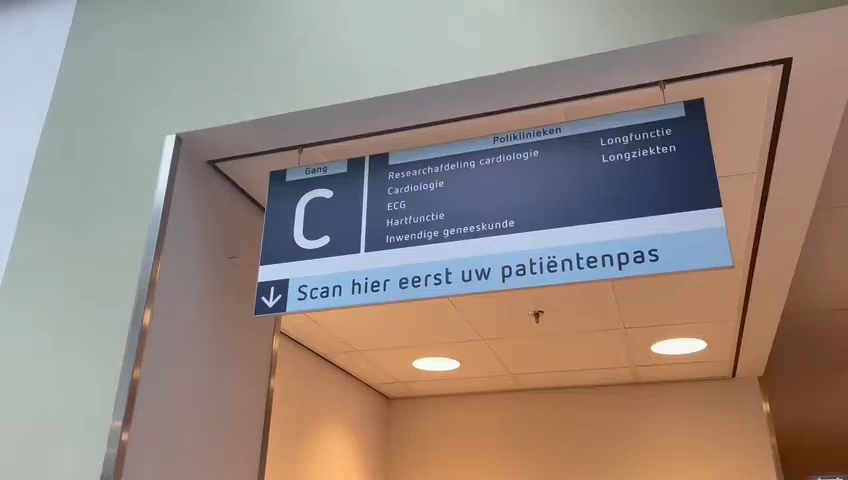 Gang
C
Poliklinieken
Researchafdeling cardiologie
Cardiologie
ECG
Hartfunctie
Inwendige geneeskunde
Longfunctie
Longziekten
Scan hier eerst uw patiëntenpas